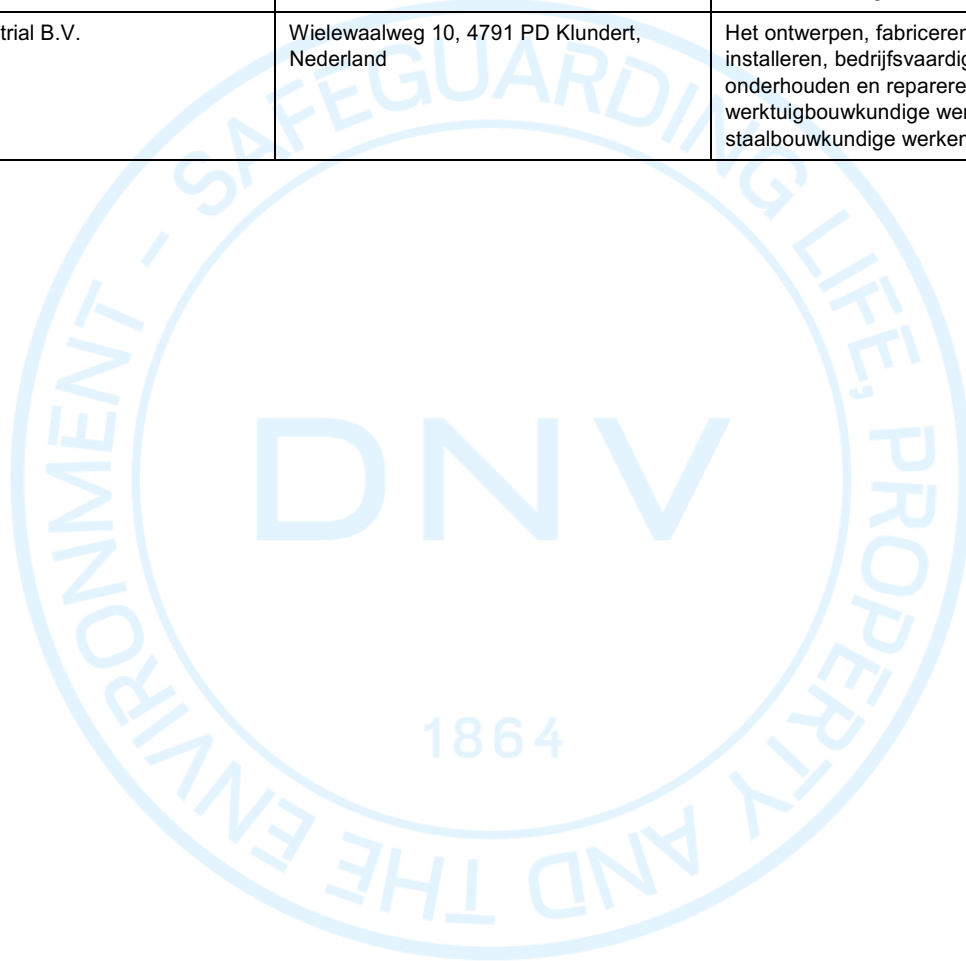 trial B.V.
Wielewaalweg 10, 4791 PD Klundert,
Nederland
Het ontwerpen, fabriceren
installeren, bedrijfsvaardig
onderhouden en repareren
werktuigbouwkundige wer
staalbouwkundige werken
SAFEGUARDING LIFE, PROPERTY AND THE ENVIRONMENT -
DNV
1864